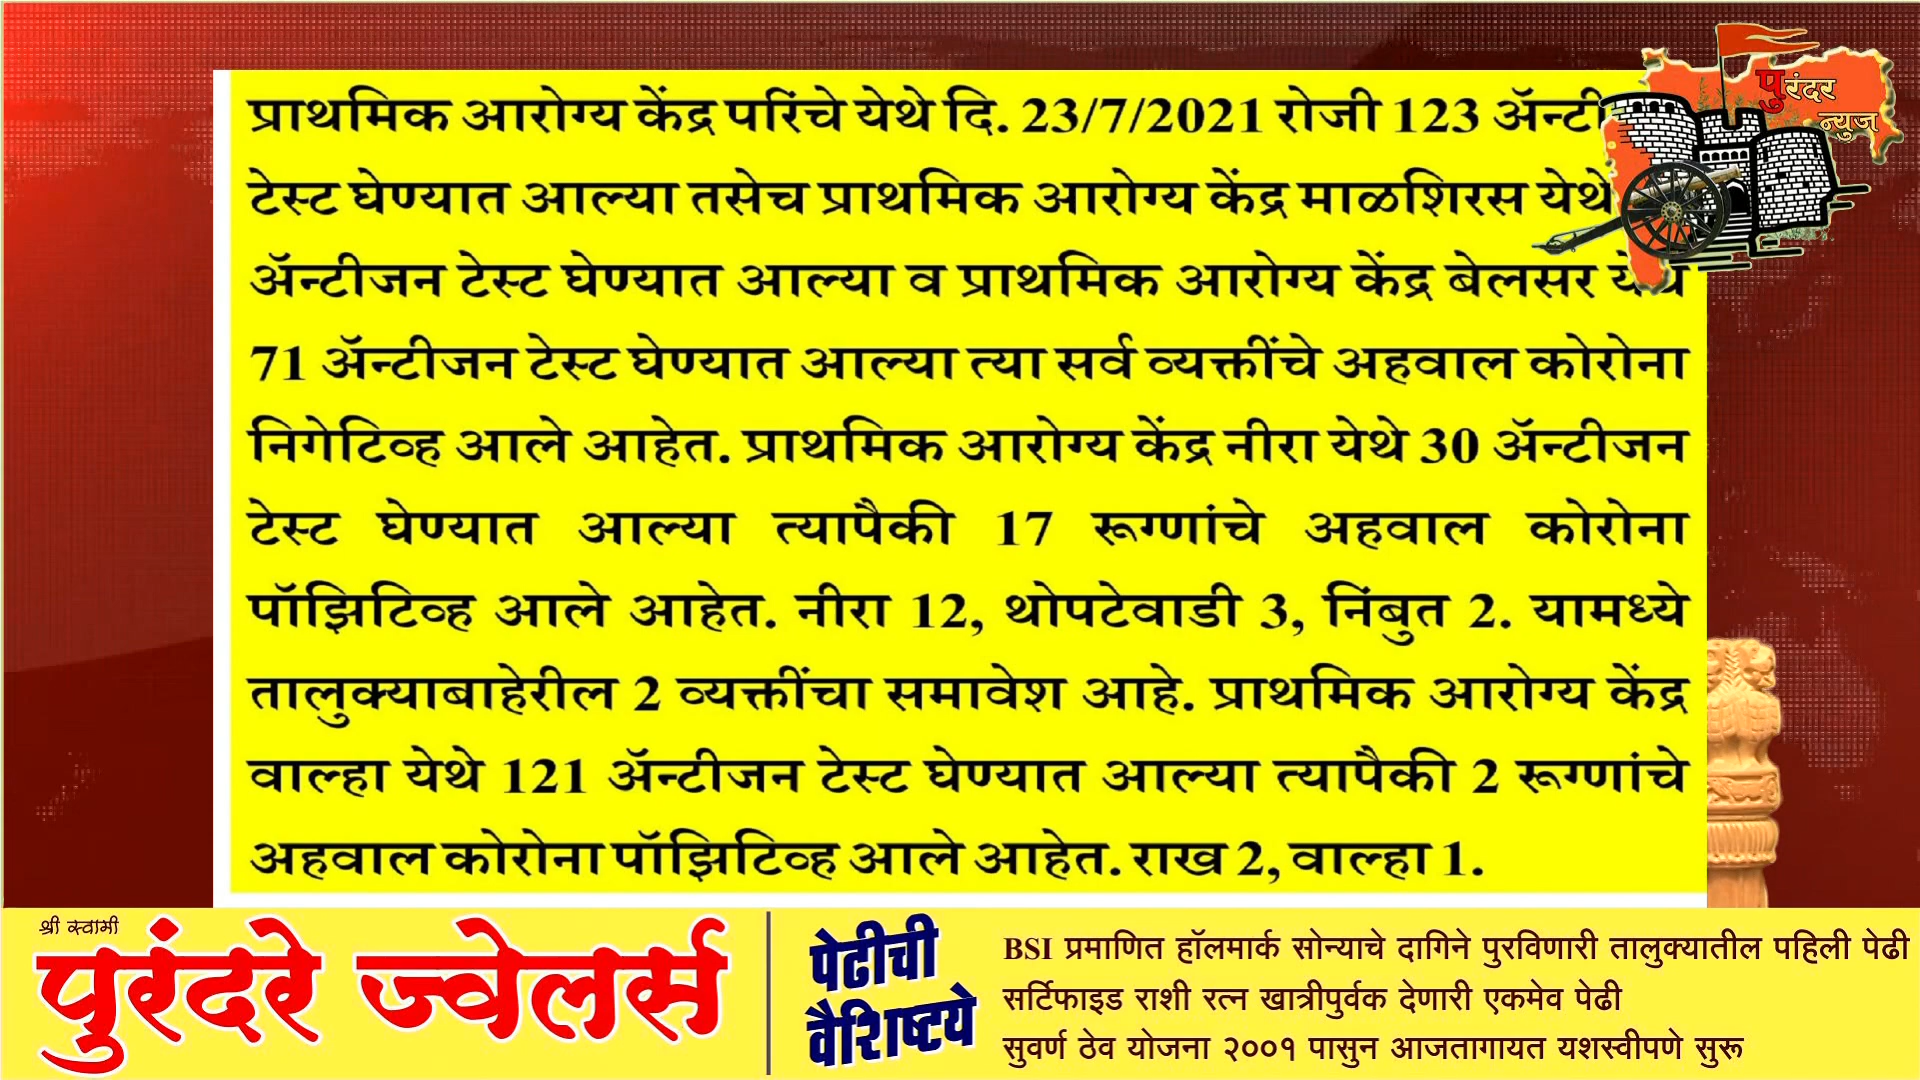 प्राथमिक आरोग्य केंद्र परिंचे येथे दि. 23/7/2021 रोजी 123 ॲन्टी
टेस्ट घेण्यात आल्या तसेच प्राथमिक आरोग्य केंद्र माळशिरस येथे
ॲन्टीजन टेस्ट घेण्यात आल्या व प्राथमिक आरोग्य केंद्र बेलसर येथे
71 ॲन्टीजन टेस्ट घेण्यात आल्या त्या सर्व व्यक्तींचे अहवाल कोरोना
निगेटिव्ह आले आहेत. प्राथमिक आरोग्य केंद्र नीरा येथे 30 ॲन्टीजन
टेस्ट घेण्यात आल्या त्यापैकी 17 रूग्णांचे अहवाल कोरोना
पॉझिटिव्ह आले आहेत. नीरा 12, थोपटेवाडी 3, निंबुत 2. यामध्ये
तालुक्याबाहेरील 2 व्यक्तींचा समावेश आहे. प्राथमिक आरोग्य केंद्र
वाल्हा येथे 121 ॲन्टीजन टेस्ट घेण्यात आल्या त्यापैकी 2 रूग्णांचे
अहवाल कोरोना पॉझिटिव्ह आले आहेत. राख 2, वाल्हा 1.
पुरंदर
न्युज
श्री स्वामी
पुरंदरे ज्वेलर्स
पेढीची
वैशिष्टये
BSI प्रमाणित हॉलमार्क सोन्याचे दागिने पुरविणारी तालुक्यातील पहिली पेढी
सर्टिफाइड राशी रत्न खात्रीपुर्वक देणारी एकमेव पेढी
सुवर्ण ठेव योजना २००१ पासुन आजतागायत यशस्वीपणे सुरू